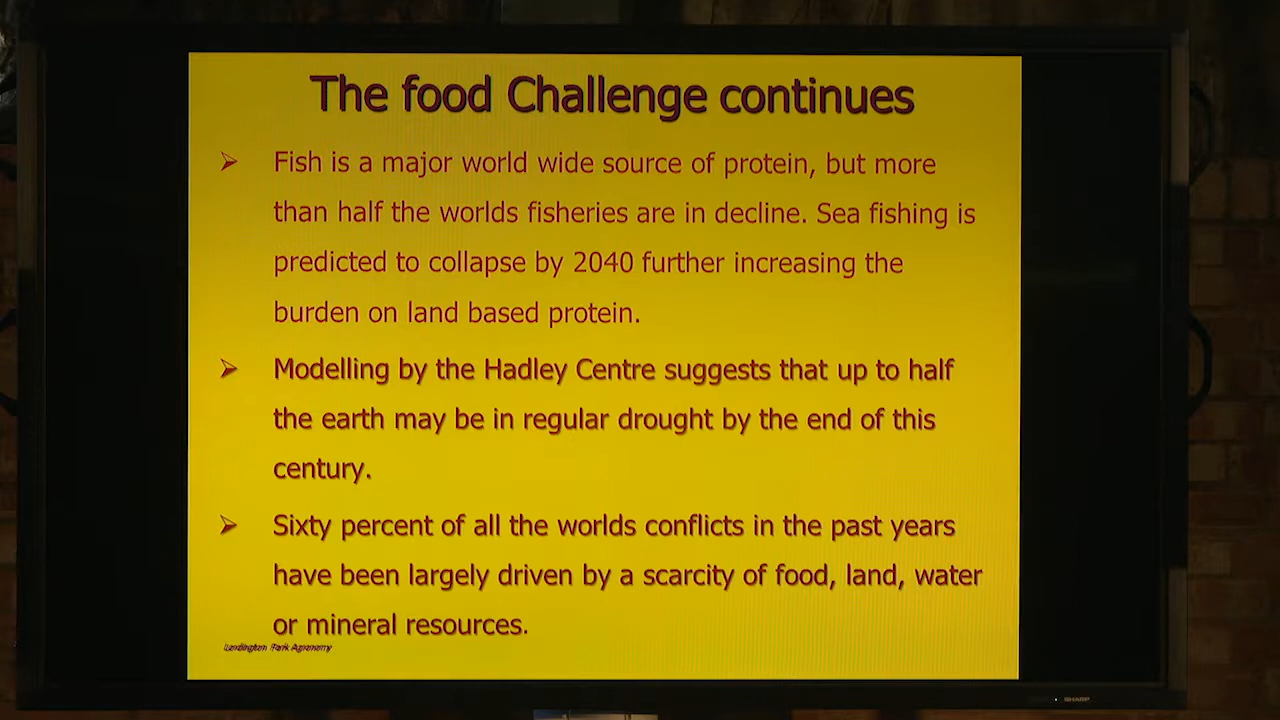 The food Challenge continues
Fish is a major world wide source of protein, but more
than half the worlds fisheries are in decline. Sea fishing is
predicted to collapse by 2040 further increasing the
burden on land based protein.
Modelling by the Hadley Centre suggests that up to half
the earth may be in regular drought by the end of this
century.
Sixty percent of all the worlds conflicts in the past years
have been largely driven by a scarcity of food, land, water
or mineral resources.
Park Agronomy
SHARP